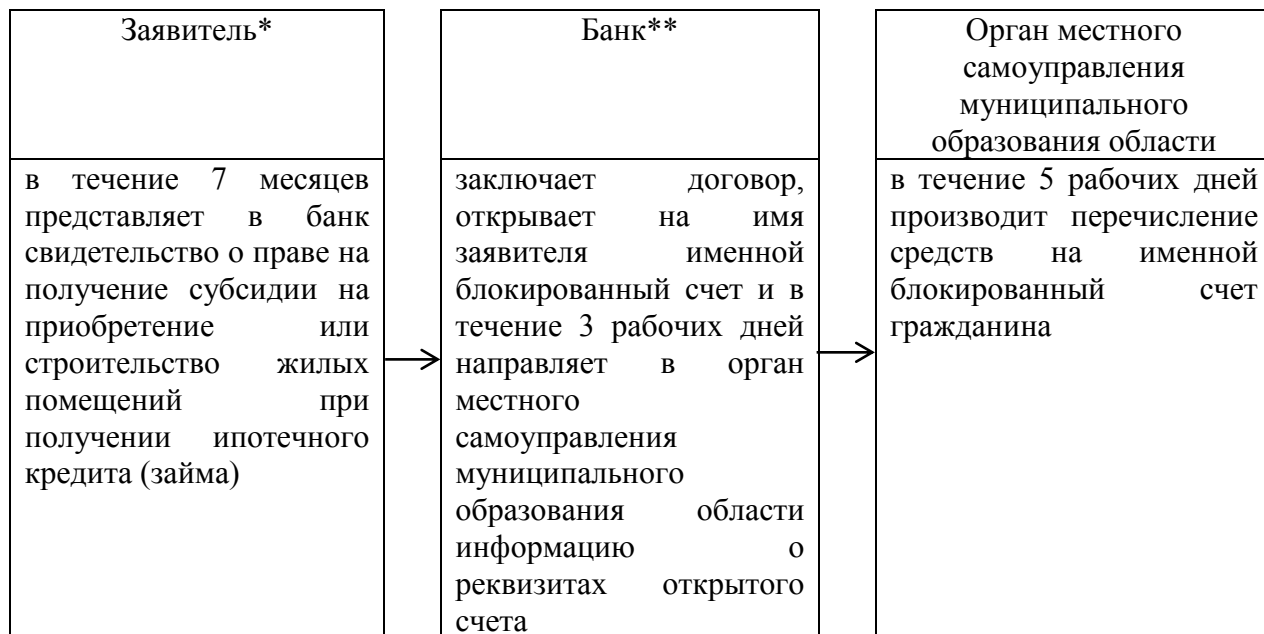 Заявитель*
в течение 7 месяцев
представляет в банк
свидетельство о праве на
получение субсидии на
приобретение или
строительство жилых
помещений при
получении ипотечного
кредита (займа)
Банк**
заключает договор,
открывает на имя
заявителя именной
блокированный счет и в
течение 3 рабочих дней
направляет в орган
местного
самоуправления
муниципального
образования области
информацию о
реквизитах открытого
счета
Орган местного
самоуправления
муниципального
образования области
в течение 5 рабочих дней
производит перечисление
средств на именной
блокированный счет
гражданина